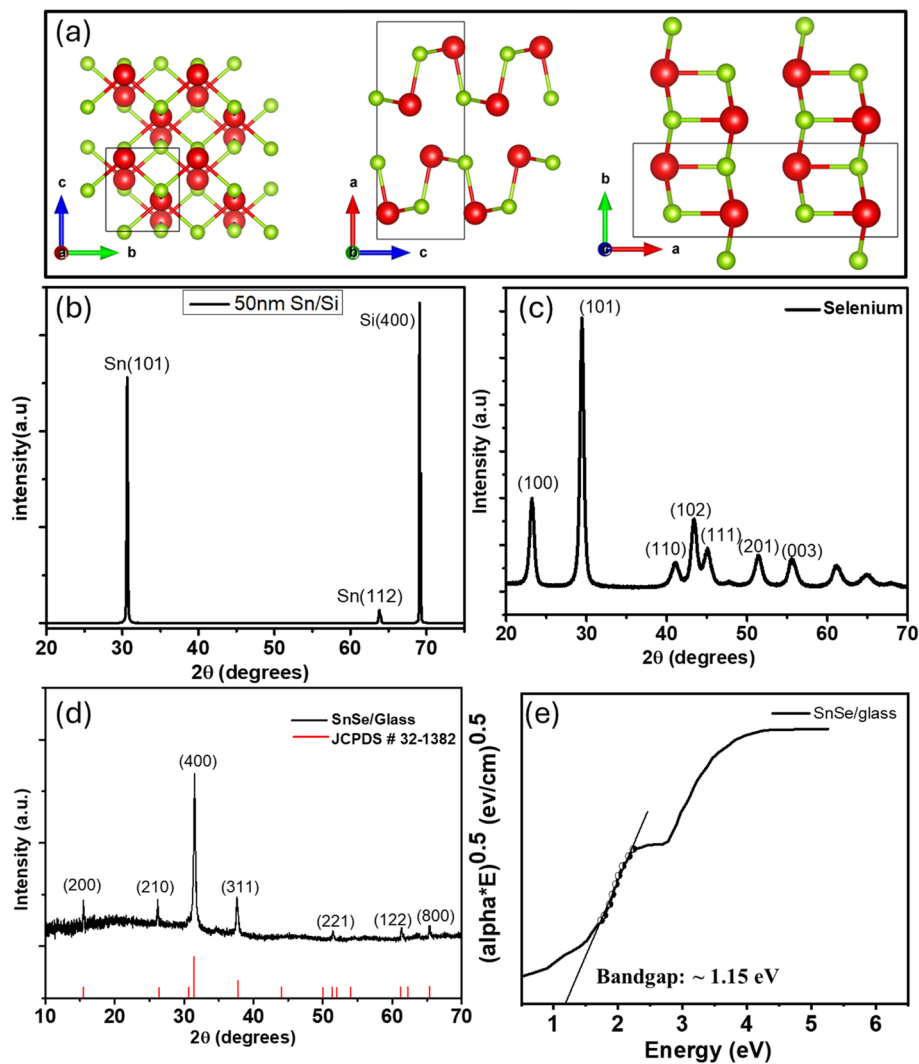 (a)
c
a
b
a
b
c
b
c
a
(b)
50nm Sn/Si
Si(400)
Sn(101)
Sn(112)
intensity(a.u)
20 30 40 50 60 70
2θ (degrees)
(c)
Selenium
(101)
(100)
(102)
(110)
(111)
(201)
(003)
Intensity (a.u)
20 30 40 50 60 70
2θ (degrees)
(d)
SnSe/Glass
JCPDS # 32-1382
(400)
(200)
(210)
(311)
(221)
(122)
(800)
Intensity (a.u.)
10 20 30 40 50 60 70
2θ (degrees)
(e)
SnSe/glass
(alpha*E)0.5 (ev/cm)0.5
Bandgap: ~ 1.15 eV
1 2 3 4 5 6
Energy (eV)